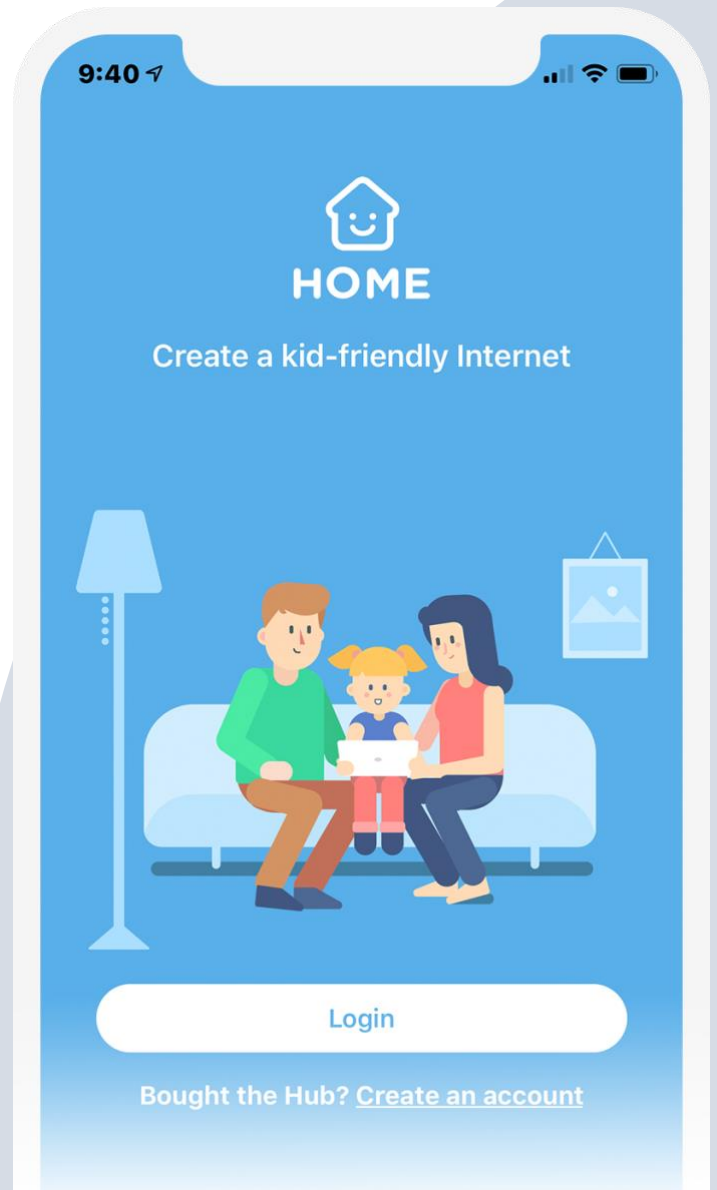 9:40
HOME
Create a kid-friendly Internet
Login
Bought the Hub? Create an account